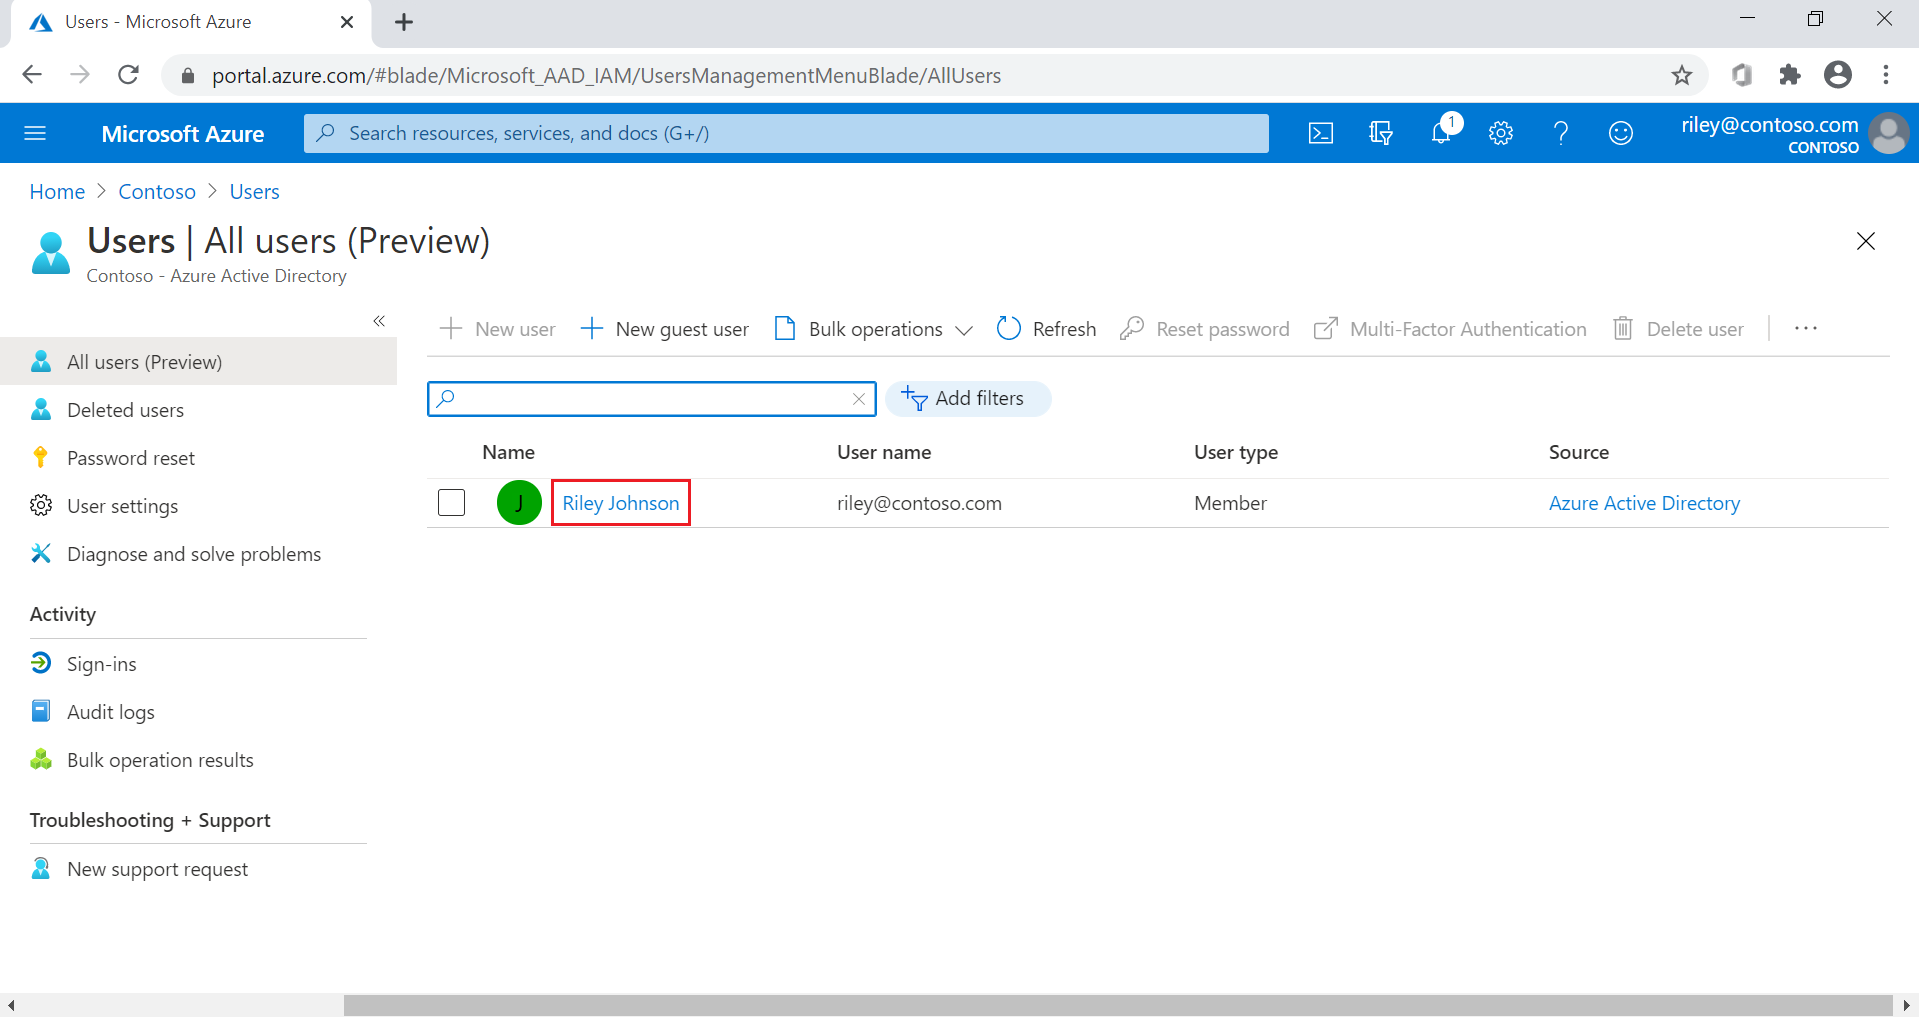 Users - Microsoft Azure
portal.azure.com/#blade/Microsoft_AAD_IAM/UsersManagementMenuBlade/AllUsers
Microsoft Azure
Search resources, services, and docs (G+/)
1
riley@contoso.com
CONTOSO
Home > Contoso > Users
Users | All users (Preview)
Contoso - Azure Active Directory
«
All users (Preview)
Deleted users
Password reset
User settings
Diagnose and solve problems
Activity
Sign-ins
Audit logs
Bulk operation results
Troubleshooting + Support
New support request
New user New guest user Bulk operations Refresh Reset password Multi-Factor Authentication Delete user ...
Add filters
Name User name User type Source
J Riley Johnson riley@contoso.com Member Azure Active Directory